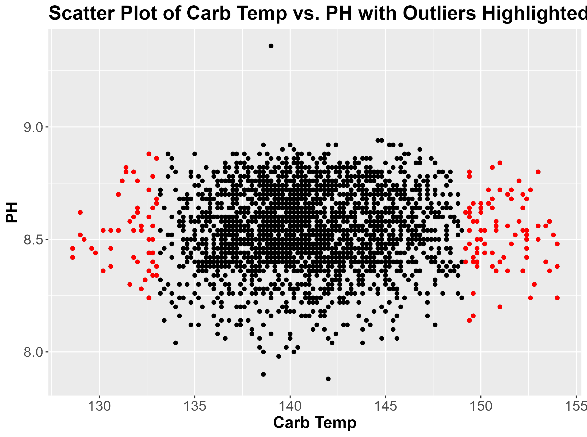 Scatter Plot of Carb Temp vs. PH with Outliers Highlighted
PH
9.0
8.5
8.0
130 135 140 145 150 155
Carb Temp